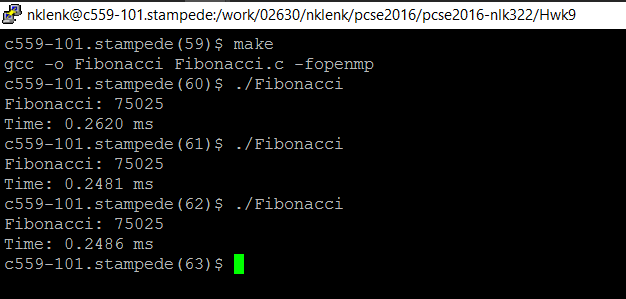 nklenk@c559-101.stampede:/work/02630/nklenk/pcse2016/pcse2016-nlk322/Hwk9
c559-101.stampede(59)$ make
gcc -o Fibonacci Fibonacci.c -fopenmp
c559-101.stampede(60)$ ./Fibonacci
Fibonacci: 75025
Time: 0.2620 ms
c559-101.stampede(61)$ ./Fibonacci
Fibonacci: 75025
Time: 0.2481 ms
c559-101.stampede(62)$ ./Fibonacci
Fibonacci: 75025
Time: 0.2486 ms
c559-101.stampede(63)$